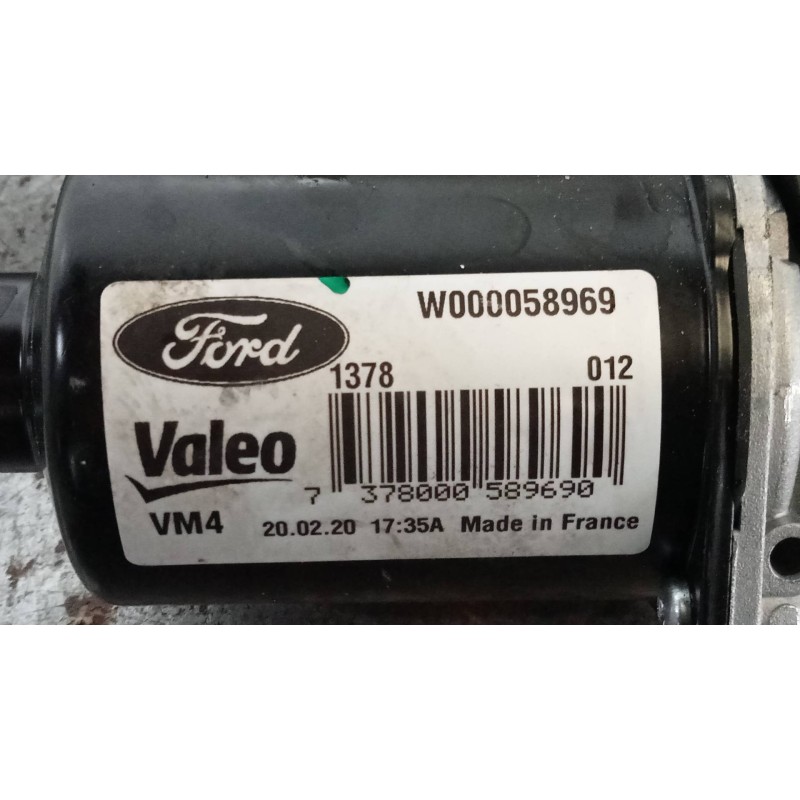 Ford
W000058969
1378 012
Valeo
7 378000 589690
VM4 20.02.20 17:35A Made in France